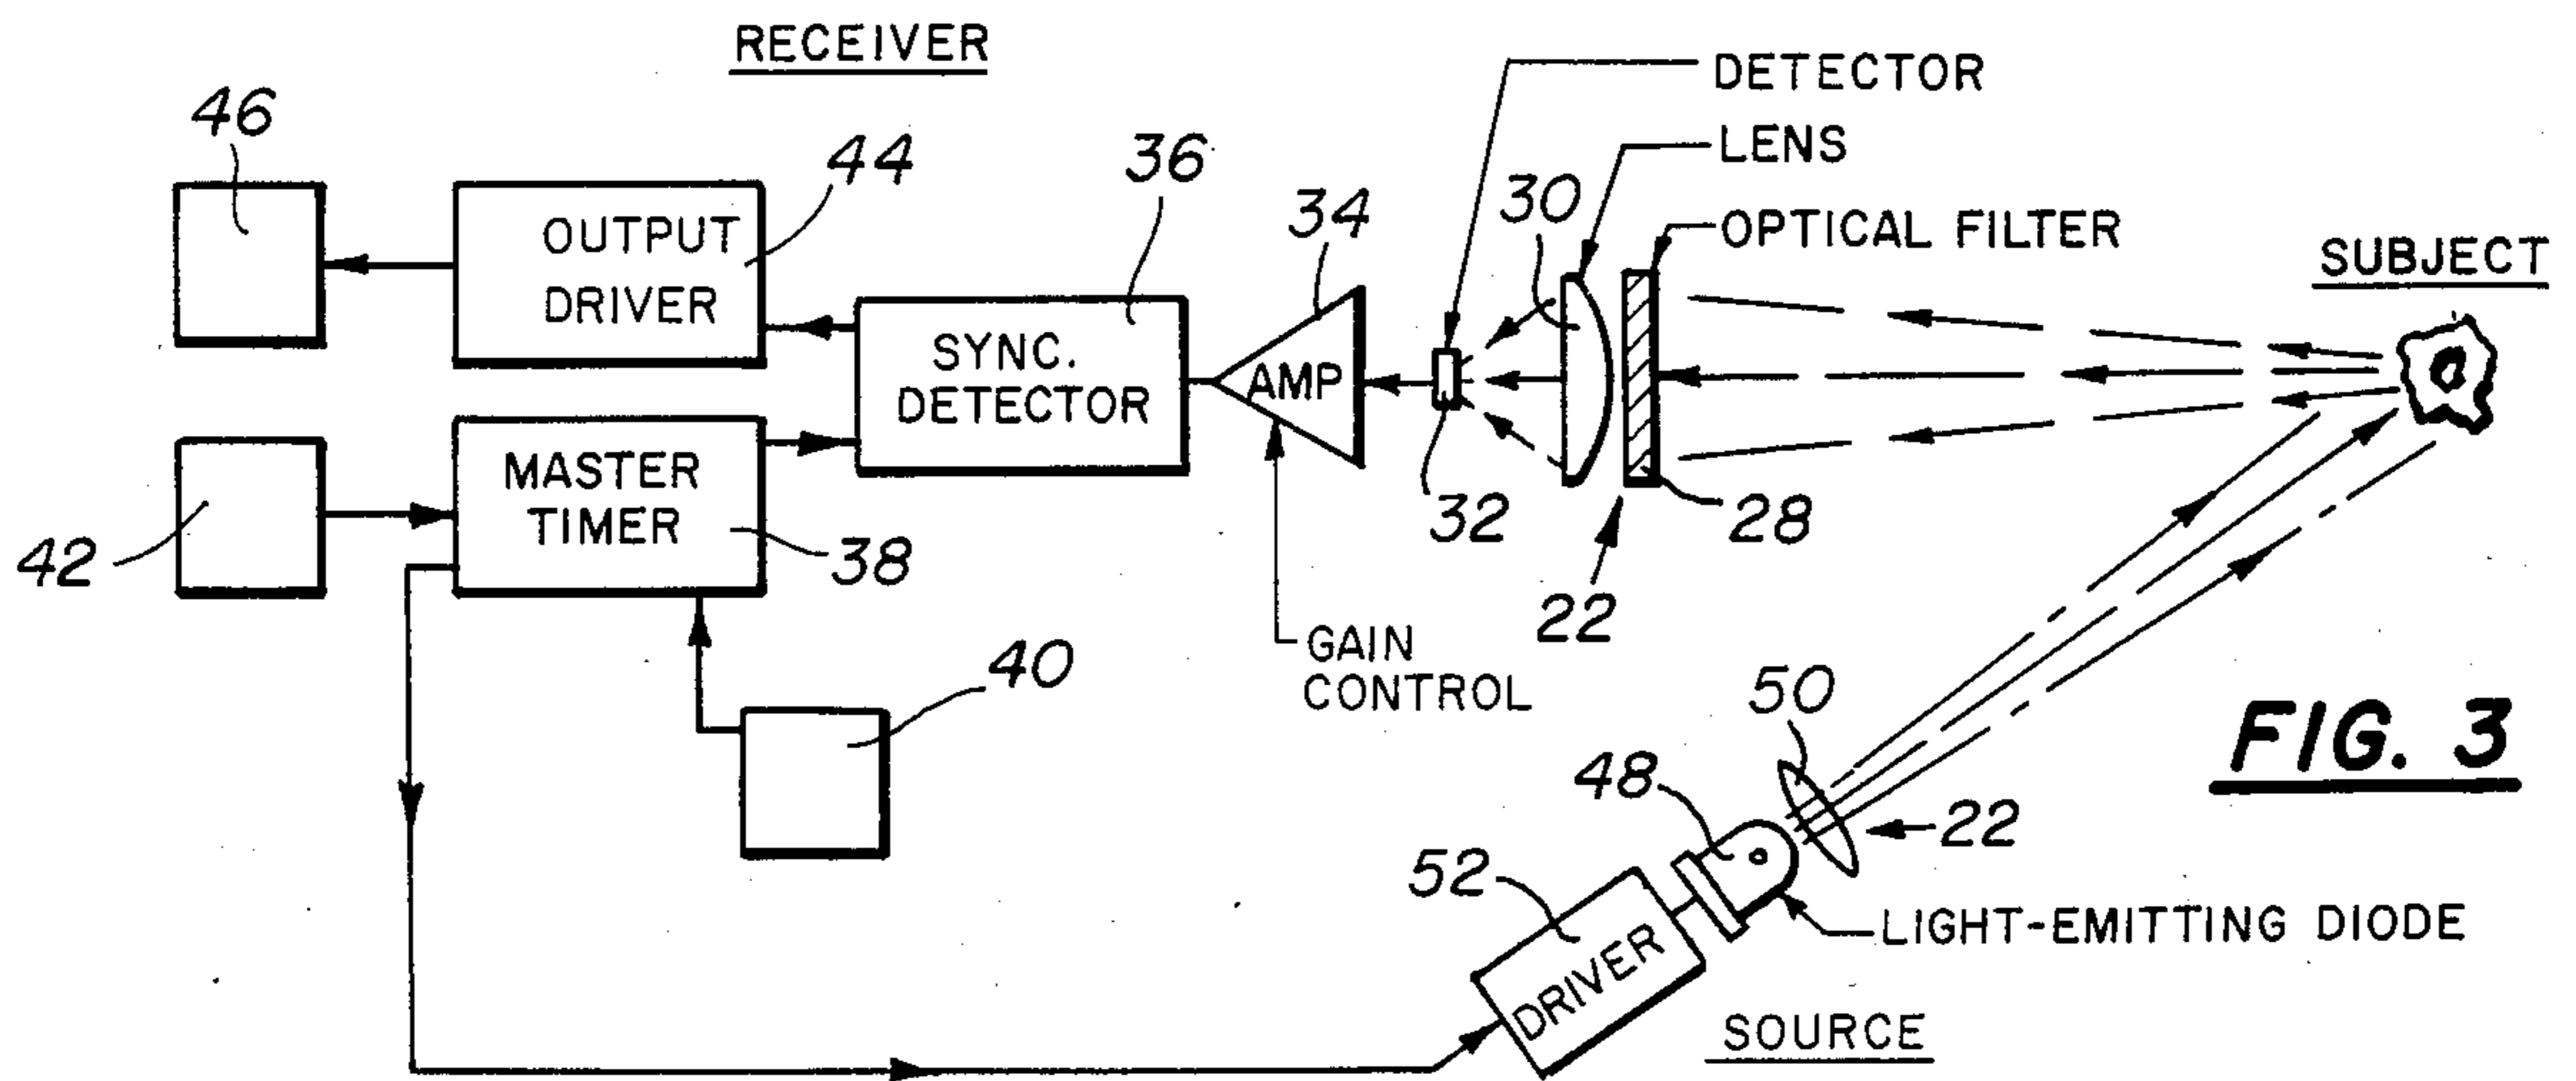 RECEIVER
DETECTOR
LENS
OPTICAL FILTER
SUBJECT
46
44
36
34
30
OUTPUT
DRIVER
SYNC.
DETECTOR
AMP
MASTER
TIMER
42
38
32
28
22
40
GAIN
CONTROL
50
48
22
52
DRIVER
LIGHT-EMITTING DIODE
SOURCE
FIG. 3